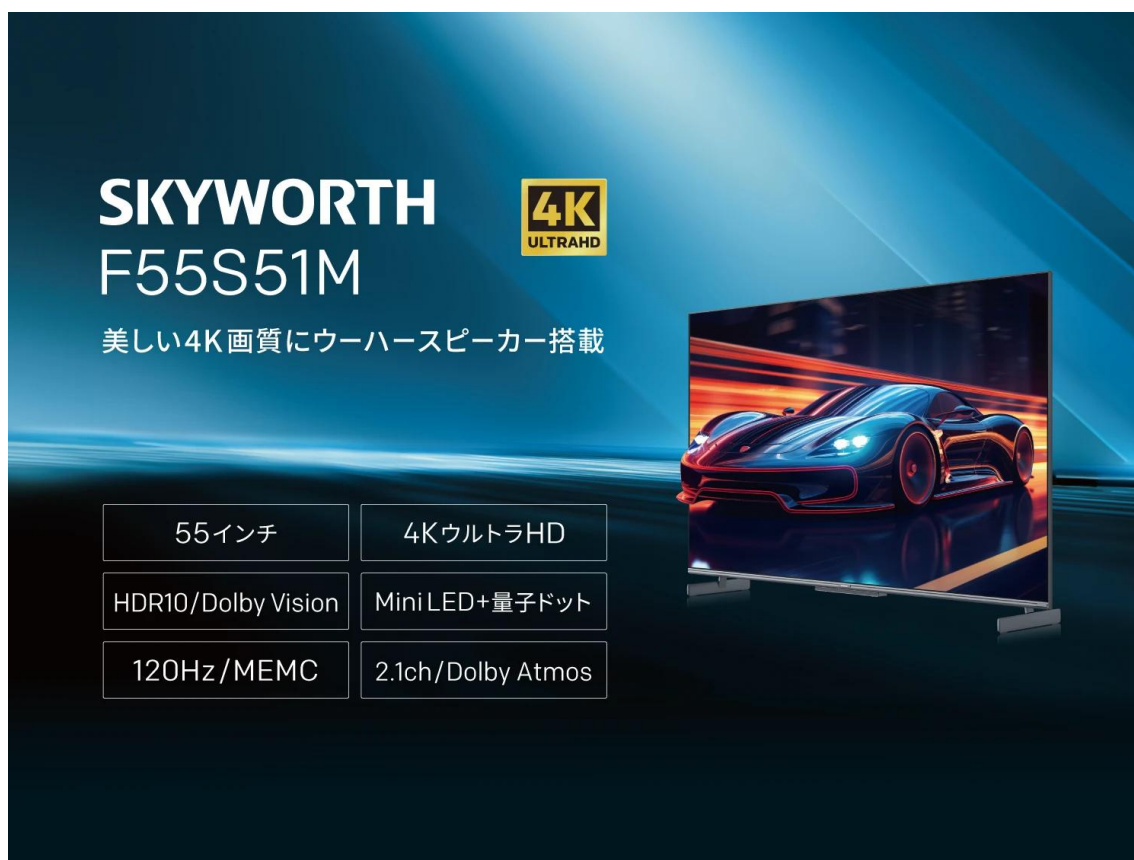 SKYWORTH
4K
ULTRAHD
F55S51M
美しい4K画質にウーハースピーカー搭載
55インチ
4KウルトラHD
HDR10/Dolby Vision
Mini LED+量子ドット
120Hz/MEMC
2.1ch/Dolby Atmos